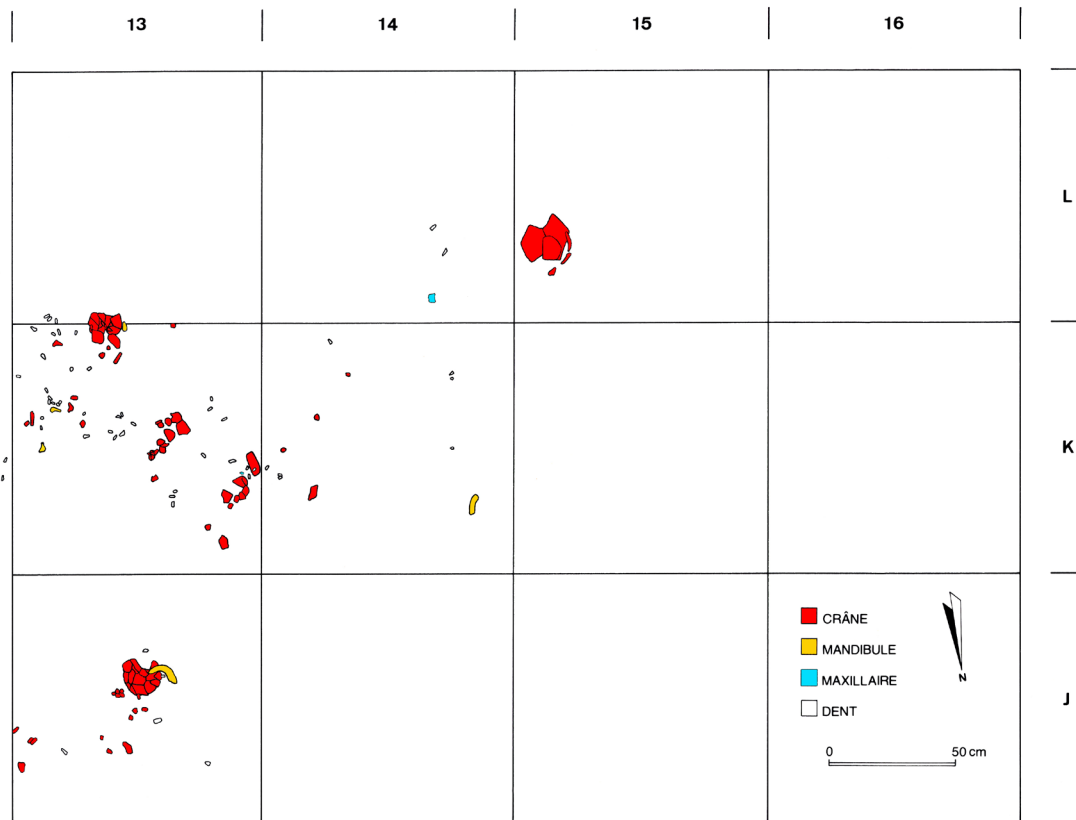 13 14 15 16
L
K
CRÂNE
MANDIBULE
MAXILLAIRE
DENT
N
J
0 50 cm